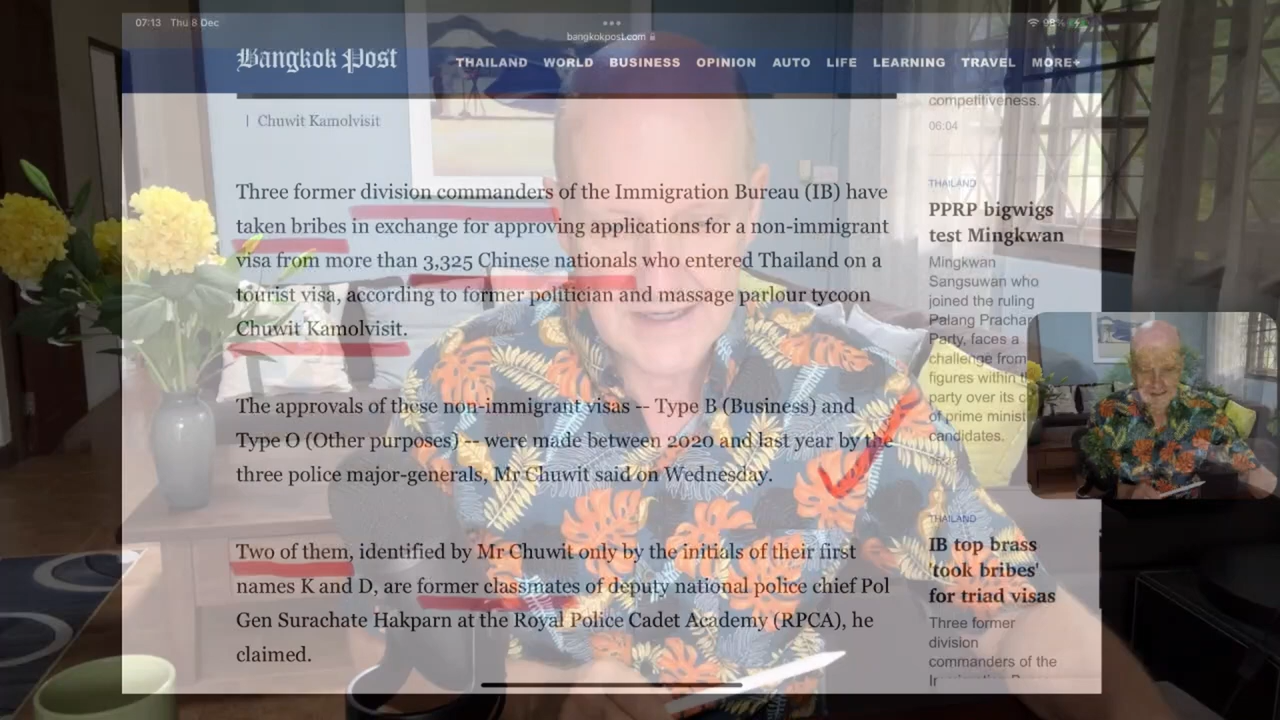 07:13 Thu 8 Dec
bangkokpost.com
Bangkok Post
THAILAND WORLD BUSINESS OPINION AUTO LIFE LEARNING TRAVEL MORE+
Chuwit Kamolvisit
Three former division commanders of the Immigration Bureau (IB) have
taken bribes in exchange for approving applications for a non-immigrant
visa from more than 3,325 Chinese nationals who entered Thailand on a
tourist visa, according to former politician and massage parlour tycoon
Chuwit Kamolvisit.
The approvals of these non-immigrant visas -- Type B (Business) and
Type O (Other purposes) -- were made between 2020 and last year by the
three police major-generals, Mr Chuwit said on Wednesday.
Two of them, identified by Mr Chuwit only by the initials of their first
names K and D, are former classmates of deputy national police chief Pol
Gen Surachate Hakparn at the Royal Police Cadet Academy (RPCA), he
claimed.
competitiveness.
06:04
THAILAND
PPRP bigwigs
test Mingkwan
Mingkwan
Sangsuwan who
joined the ruling
Palang Prachar
Party, faces a
challenge from
figures within
party over its
of prime minist
candidates.
THAILAND
IB top brass
'took bribes'
for triad visas
Three former
division
commanders of the